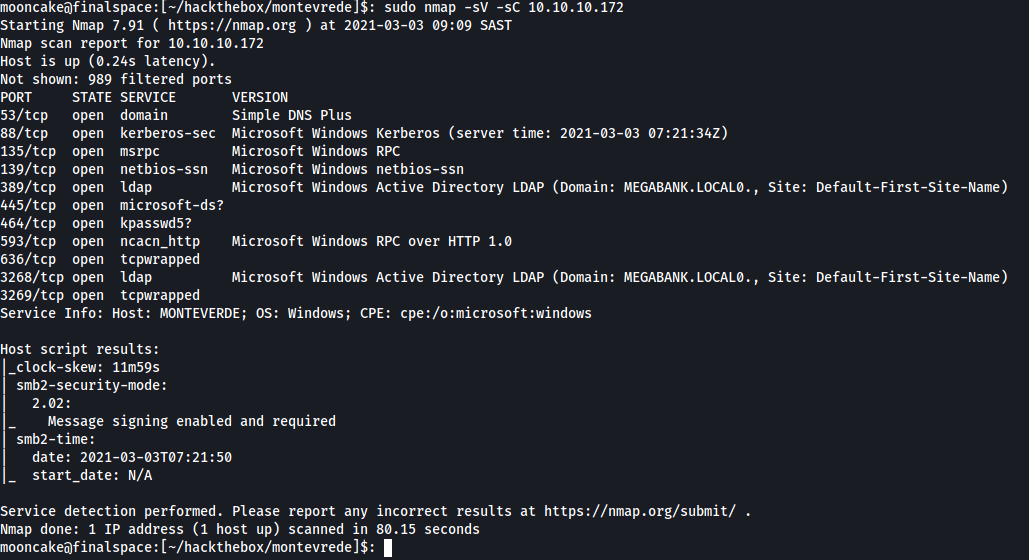 mooncake@finalspace:[~/hackthebox/montevrede]$: sudo nmap -sV -sC 10.10.10.172
Starting Nmap 7.91 ( https://nmap.org ) at 2021-03-03 09:09 SAST
Nmap scan report for 10.10.10.172
Host is up (0.24s latency).
Not shown: 989 filtered ports
PORT     STATE SERVICE       VERSION
53/tcp   open  domain        Simple DNS Plus
88/tcp   open  kerberos-sec  Microsoft Windows Kerberos (server time: 2021-03-03 07:21:34Z)
135/tcp  open  msrpc         Microsoft Windows RPC
139/tcp  open  netbios-ssn   Microsoft Windows netbios-ssn
389/tcp  open  ldap          Microsoft Windows Active Directory LDAP (Domain: MEGABANK.LOCAL0., Site: Default-First-Site-Name)
445/tcp  open  microsoft-ds?
464/tcp  open  kpasswd5?
593/tcp  open  ncacn_http    Microsoft Windows RPC over HTTP 1.0
636/tcp  open  tcpwrapped
3268/tcp open  ldap          Microsoft Windows Active Directory LDAP (Domain: MEGABANK.LOCAL0., Site: Default-First-Site-Name)
3269/tcp open  tcpwrapped
Service Info: Host: MONTEVERDE; OS: Windows; CPE: cpe:/o:microsoft:windows

Host script results:
|_clock-skew: 11m59s
| smb2-security-mode:
|   2.02:
|_    Message signing enabled and required
| smb2-time:
|   date: 2021-03-03T07:21:50
|_  start_date: N/A

Service detection performed. Please report any incorrect results at https://nmap.org/submit/ .
Nmap done: 1 IP address (1 host up) scanned in 80.15 seconds
mooncake@finalspace:[~/hackthebox/montevrede]$: